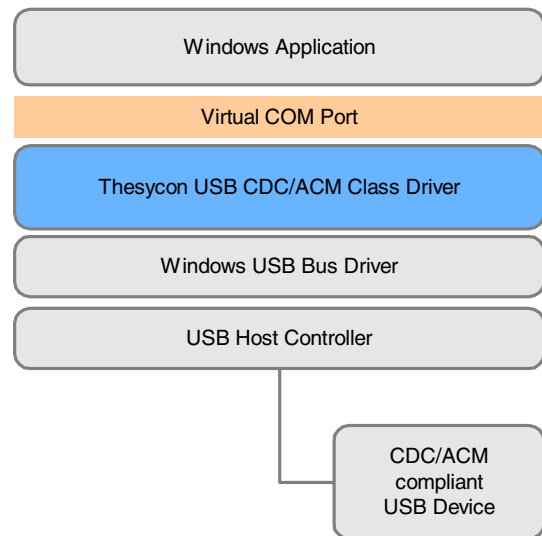 Windows Application
Virtual COM Port
Thesycon USB CDC/ACM Class Driver
Windows USB Bus Driver
USB Host Controller
CDC/ACM
compliant
USB Device